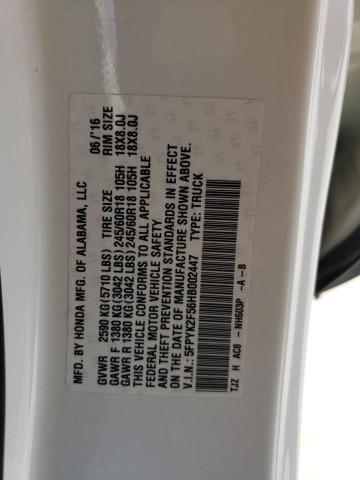 MFG. BY HONDA MFG. OF ALABAMA, LLC 06/'16
GVWR 2590 KG(5710 LBS) TIRE SIZE RIM SIZE
GAWR F 1380 KG(3042 LBS)245/60R18 105H 18X8.0J
GAWR R 1380 KG(3042 LBS)245/60R18 105H 18X8.0J
THIS VEHICLE CONFORMS TO ALL APPLICABLE
FEDERAL MOTOR VEHICLE SAFETY
AND THEFT PREVENTION STANDARDS IN EFFECT
ON THE DATE OF MANUFACTURE SHOWN ABOVE.
V.I.N.: 5FPYK2F58HB002447 TYPE: TRUCK
TJZ H AC8 -NH603P -A-B